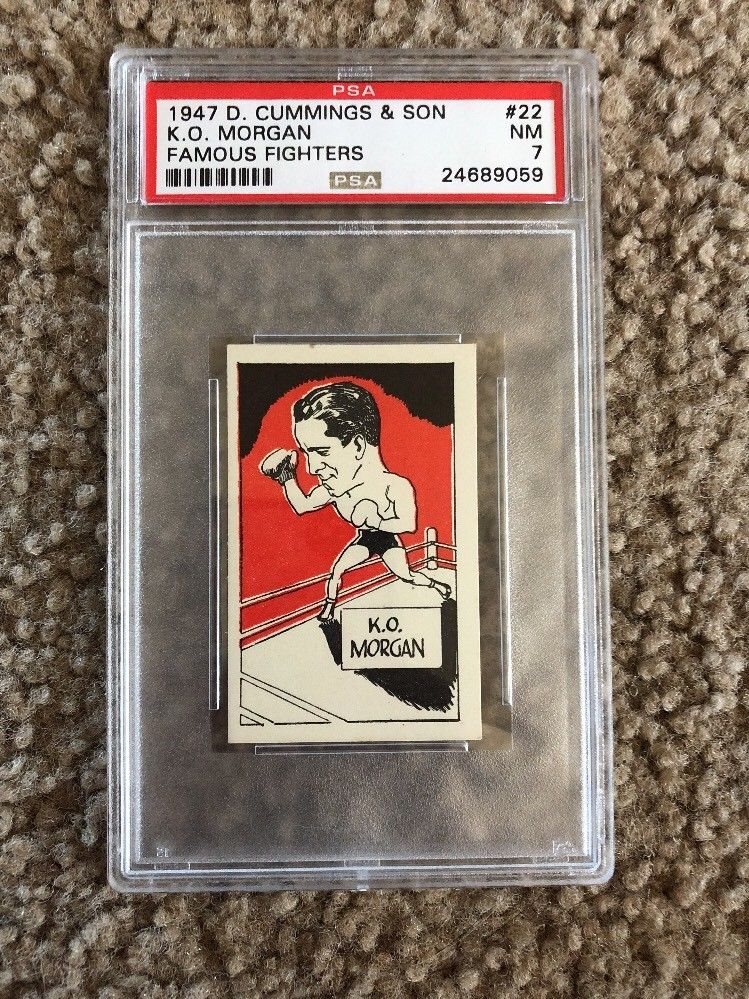 PSA
1947 D. CUMMINGS & SON #22
K.O. MORGAN NM
FAMOUS FIGHTERS 7
PSA 24689059
K.O.
MORGAN